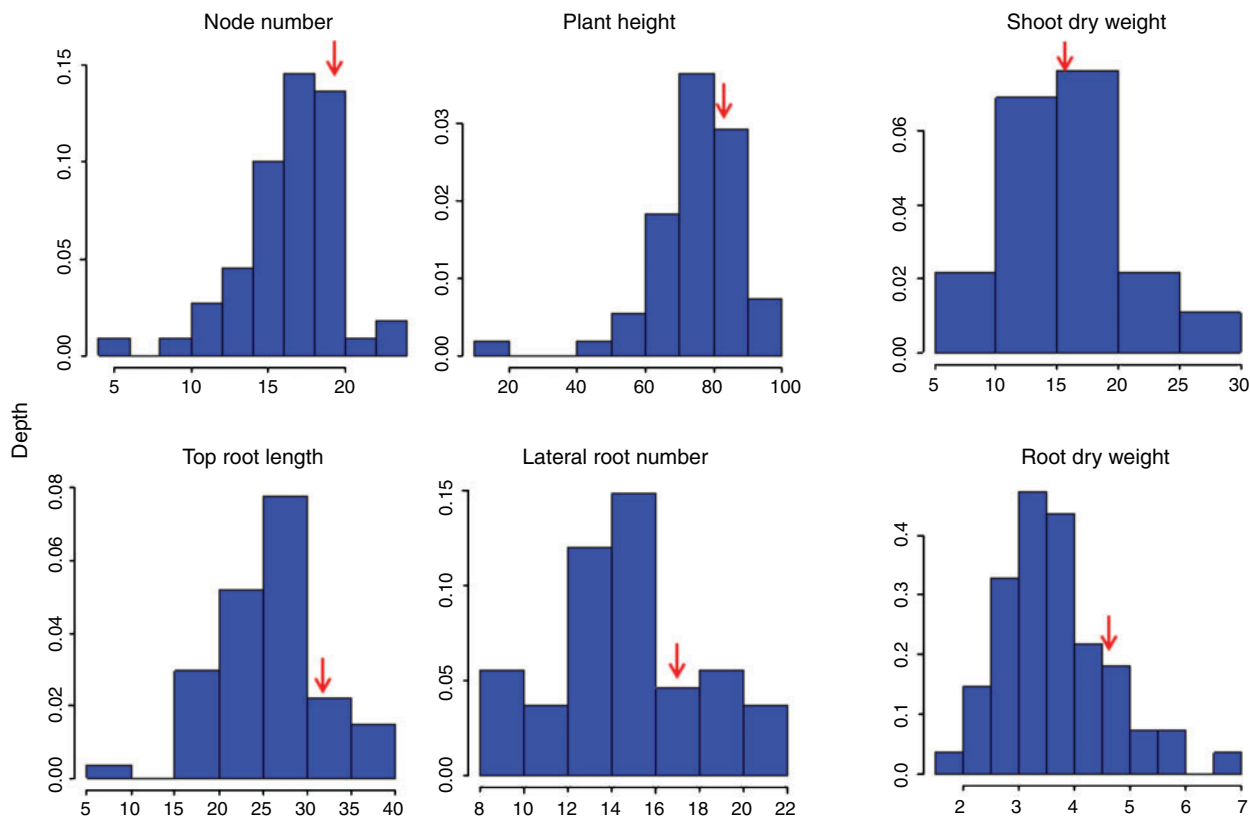 Node number
Plant height
Shoot dry weight
0.15
0.10
0.05
0.00
5 10 15 20
0.03
0.02
0.01
0.00
20 40 60 80 100
0.06
0.04
0.02
0.00
5 10 15 20 25 30
Depth
Top root length
Lateral root number
Root dry weight
0.08
0.06
0.04
0.02
0.00
5 10 15 20 25 30 35 40
0.15
0.10
0.05
0.00
8 10 12 14 16 18 20 22
0.4
0.3
0.2
0.1
0.0
2 3 4 5 6 7